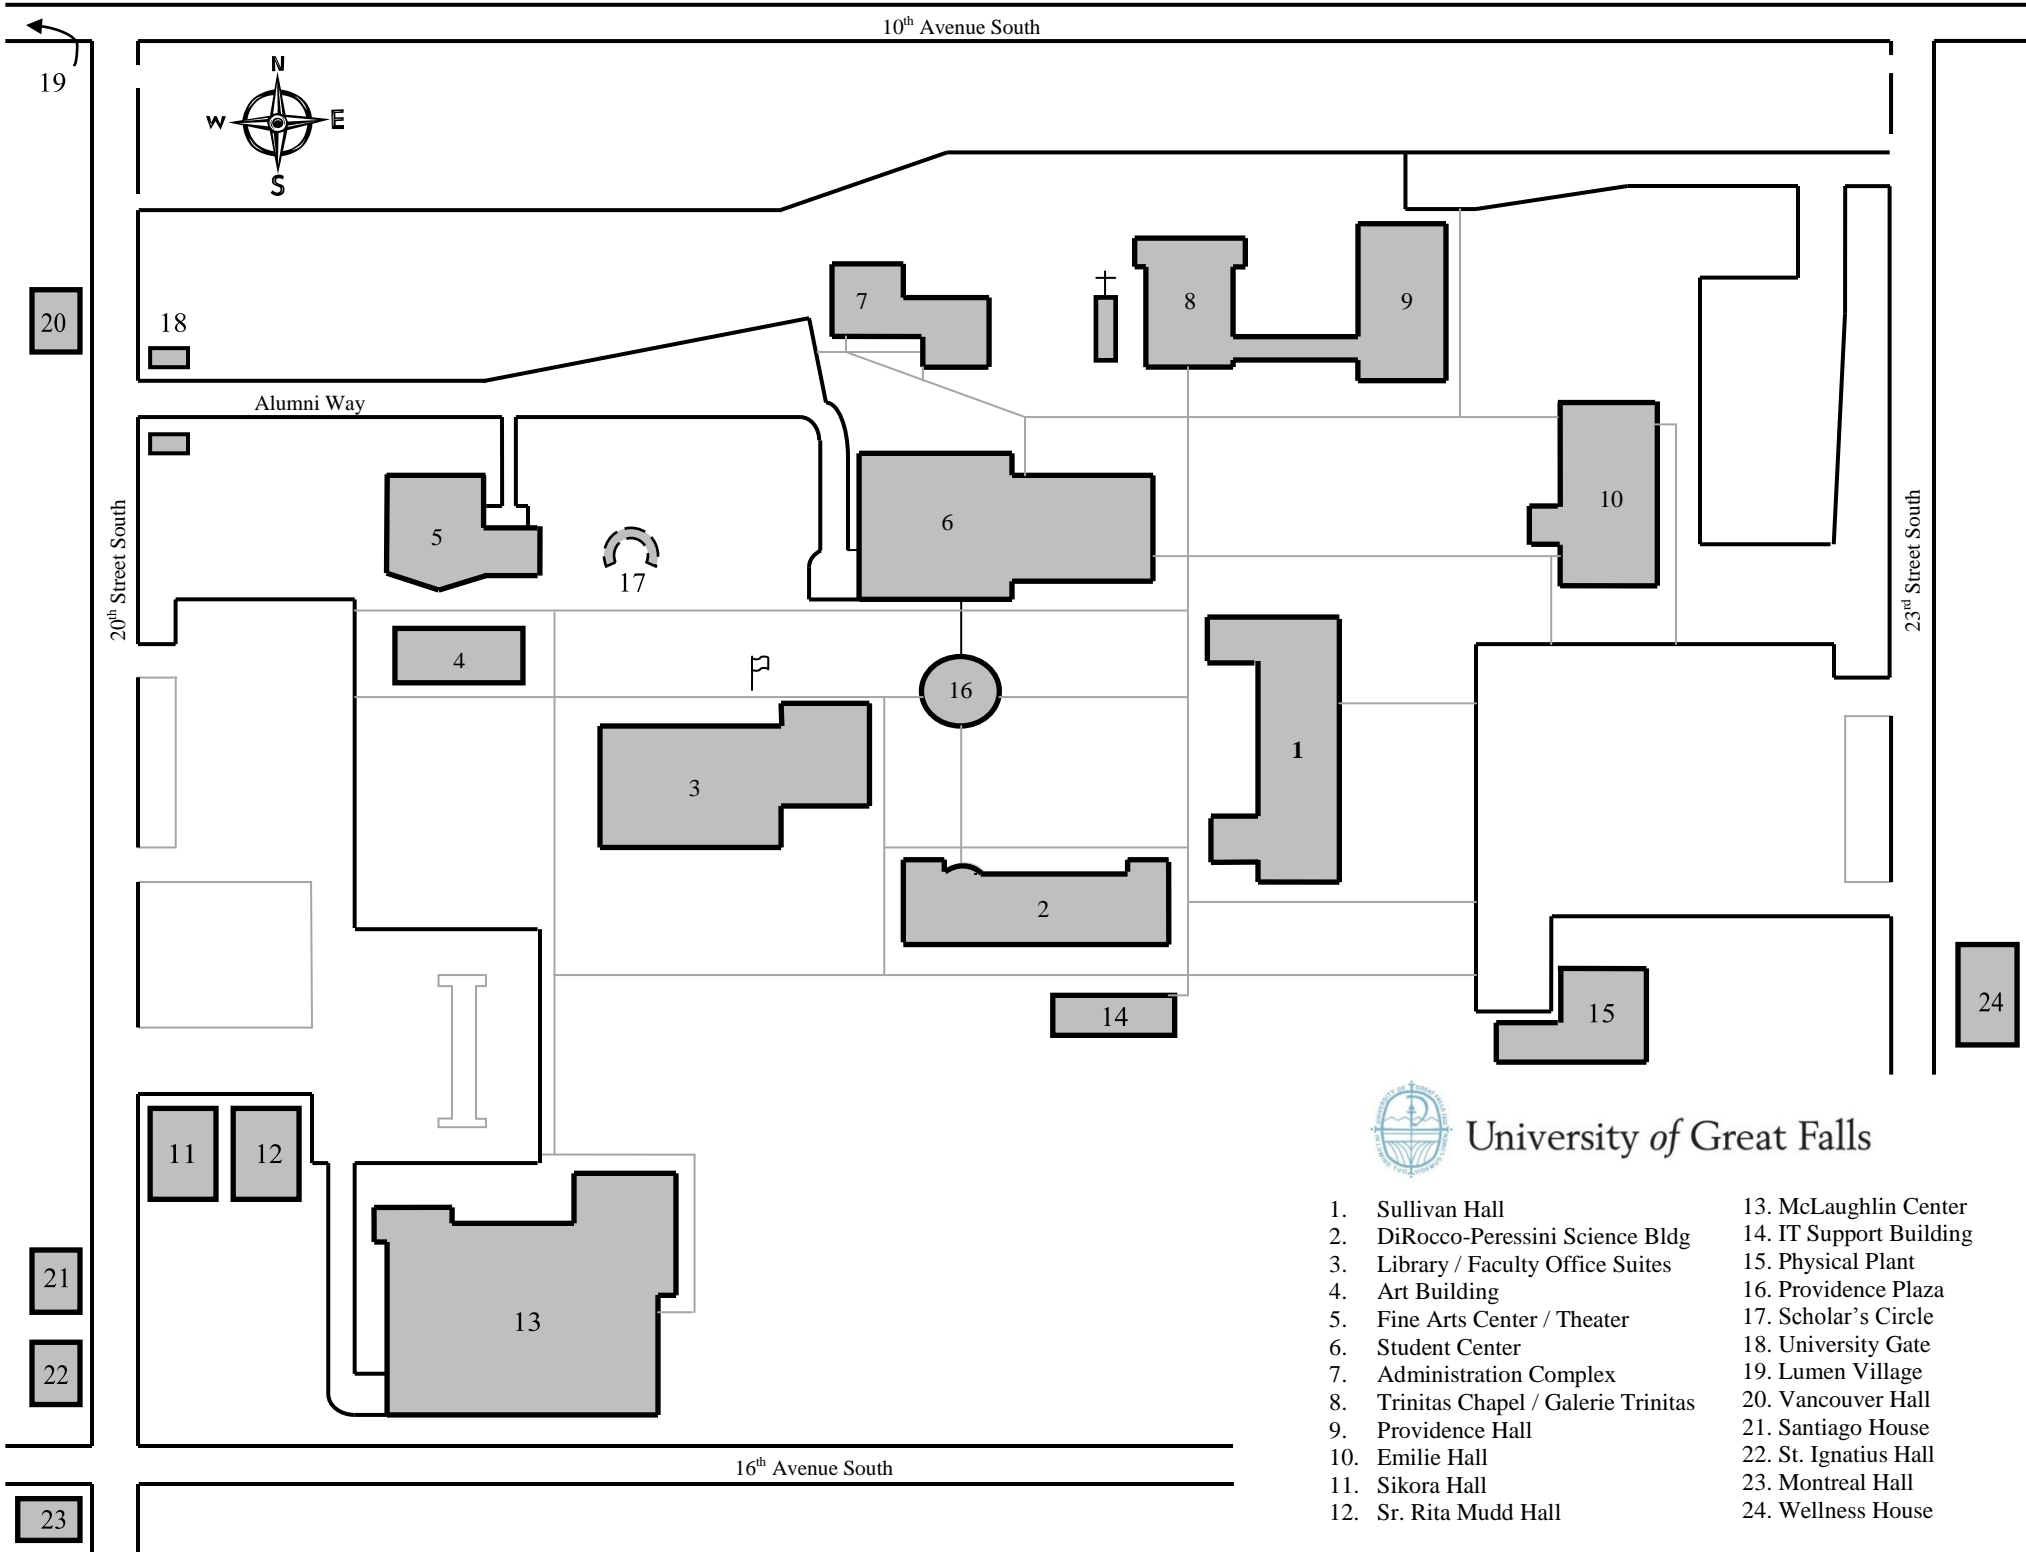 10th Avenue South
19
N
W E
S
20
18
7
8
9
Alumni Way
5
17
6
10
20th Street South
23rd Street South
4
16
3
1
2
14
15
24
11
12
21
22
13
University of Great Falls
1. Sullivan Hall
2. DiRocco-Peressini Science Bldg
3. Library / Faculty Office Suites
4. Art Building
5. Fine Arts Center / Theater
6. Student Center
7. Administration Complex
8. Trinitas Chapel / Galerie Trinitas
9. Providence Hall
10. Emilie Hall
11. Sikora Hall
12. Sr. Rita Mudd Hall
13. McLaughlin Center
14. IT Support Building
15. Physical Plant
16. Providence Plaza
17. Scholar's Circle
18. University Gate
19. Lumen Village
20. Vancouver Hall
21. Santiago House
22. St. Ignatius Hall
23. Montreal Hall
24. Wellness House
16th Avenue South
23